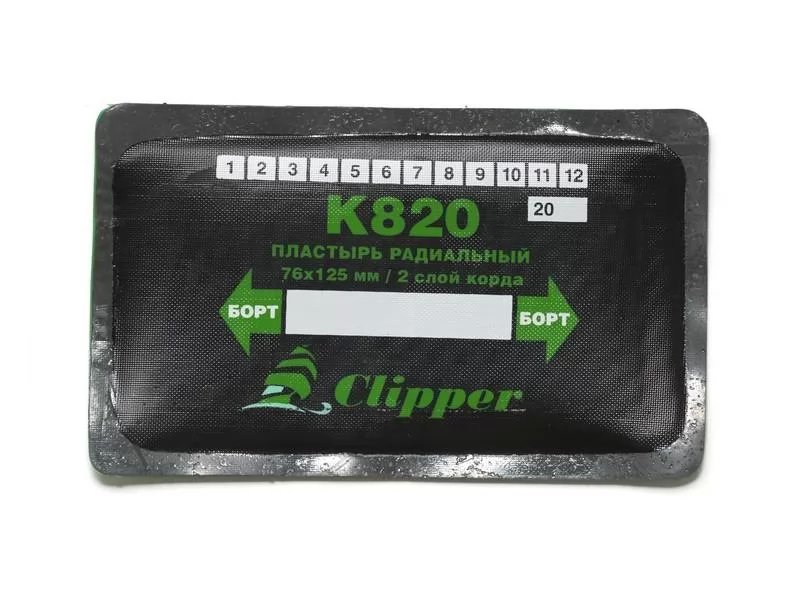 1 2 3 4 5 6 7 8 9 10 11 12
20
K820
ПЛАСТЫРЬ РАДИАЛЬНЫЙ
76x125 мм / 2 слой корда
БОРТ БОРТ
Clipper